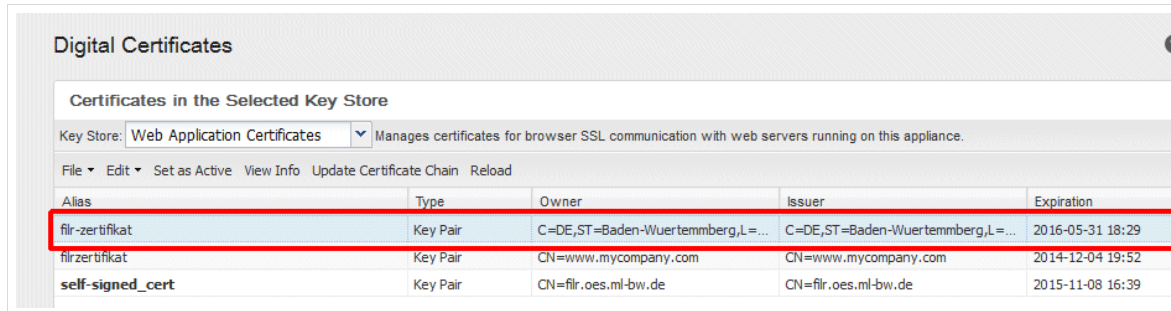 Digital Certificates
Certificates in the Selected Key Store
Key Store: Web Application Certificates Manages certificates for browser SSL communication with web servers running on this appliance.
File Edit Set as Active View Info Update Certificate Chain Reload
Alias Type Owner Issuer Expiration
filr-zertifikat Key Pair C=DE,ST=Baden-Wuertemmberg,L=... C=DE,ST=Baden-Wuertemmberg,L=... 2016-05-31 18:29
filrzertifikat Key Pair CN=www.mycompany.com CN=www.mycompany.com 2014-12-04 19:52
self-signed_cert Key Pair CN=filr.oes.ml-bw.de CN=filr.oes.ml-bw.de 2015-11-08 16:39